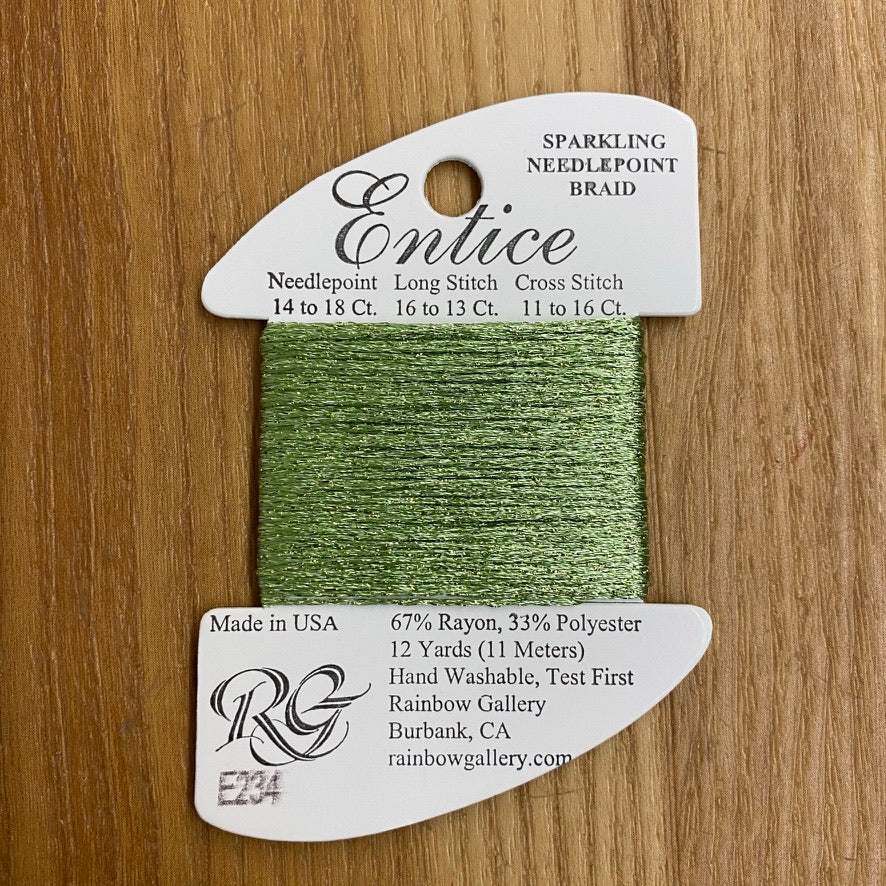 SPARKLING
NEEDLEPOINT
BRAID
Entice
Needlepoint Long Stitch Cross Stitch
14 to 18 Ct. 16 to 13 Ct. 11 to 16 Ct.
Made in USA
67% Rayon, 33% Polyester
12 Yards (11 Meters)
Hand Washable, Test First
Rainbow Gallery
Burbank, CA
rainbowgallery.com
RG
E234